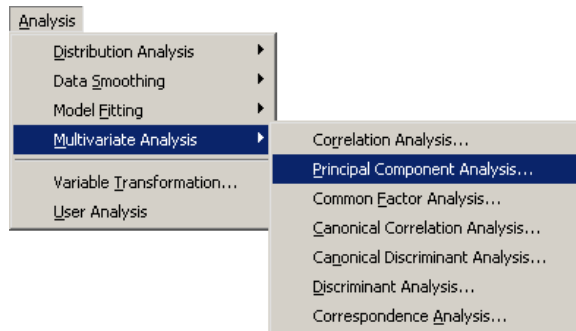 Analysis
Distribution Analysis
Data Smoothing
Model Fitting
Multivariate Analysis
Variable Transformation...
User Analysis
Correlation Analysis...
Principal Component Analysis...
Common Factor Analysis...
Canonical Correlation Analysis...
Canonical Discriminant Analysis...
Discriminant Analysis...
Correspondence Analysis...